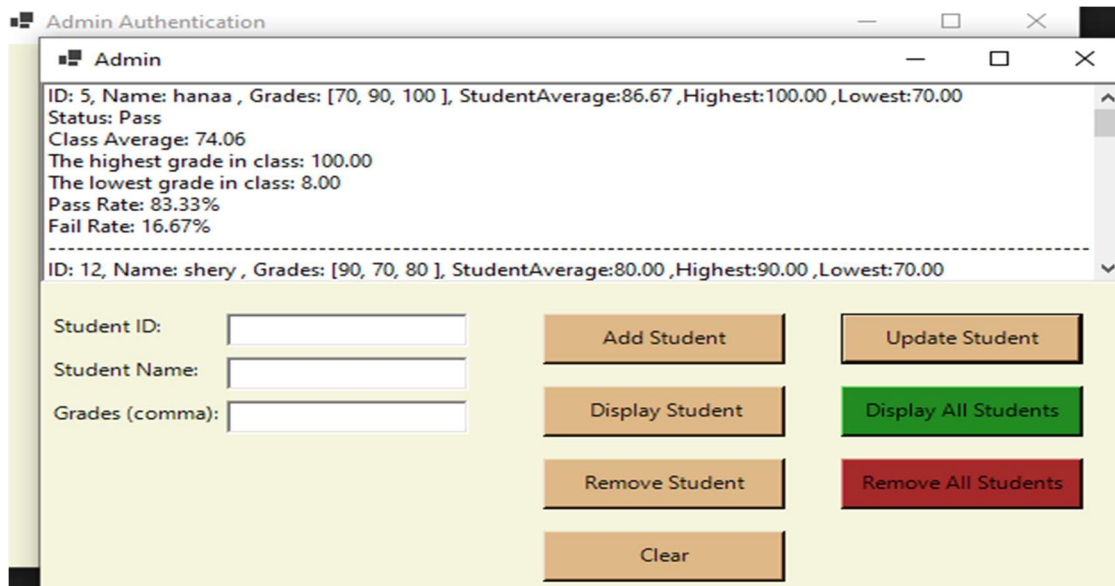 Admin Authentication
Admin
ID: 5, Name: hanaa , Grades: [70, 90, 100 ], StudentAverage:86.67 ,Highest:100.00 ,Lowest:70.00
Status: Pass
Class Average: 74.06
The highest grade in class: 100.00
The lowest grade in class: 8.00
Pass Rate: 83.33%
Fail Rate: 16.67%
--------------------------------------------------------------------------------
ID: 12, Name: shery , Grades: [90, 70, 80 ], StudentAverage:80.00 ,Highest:90.00 ,Lowest:70.00
Student ID:
Student Name:
Grades (comma):
Add Student
Update Student
Display Student
Display All Students
Remove Student
Remove All Students
Clear